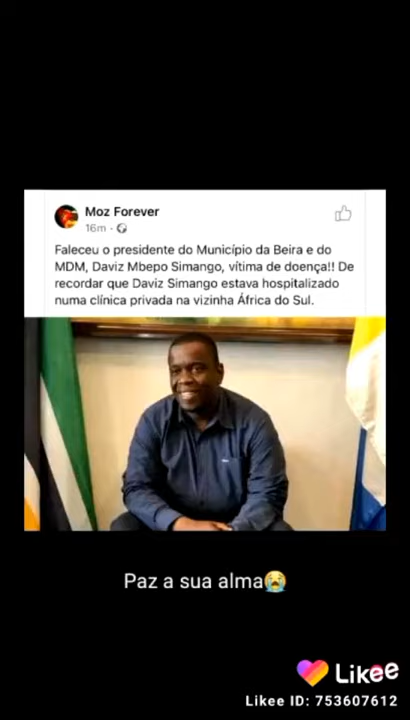 Moz Forever
16m ·
Faleceu o presidente do Município da Beira e do
MDM, Daviz Mbepo Simango, vítima de doença!! De
recordar que Daviz Simango estava hospitalizado
numa clínica privada na vizinha África do Sul.
Paz a sua alma😭
Likee
Likee ID: 753607612